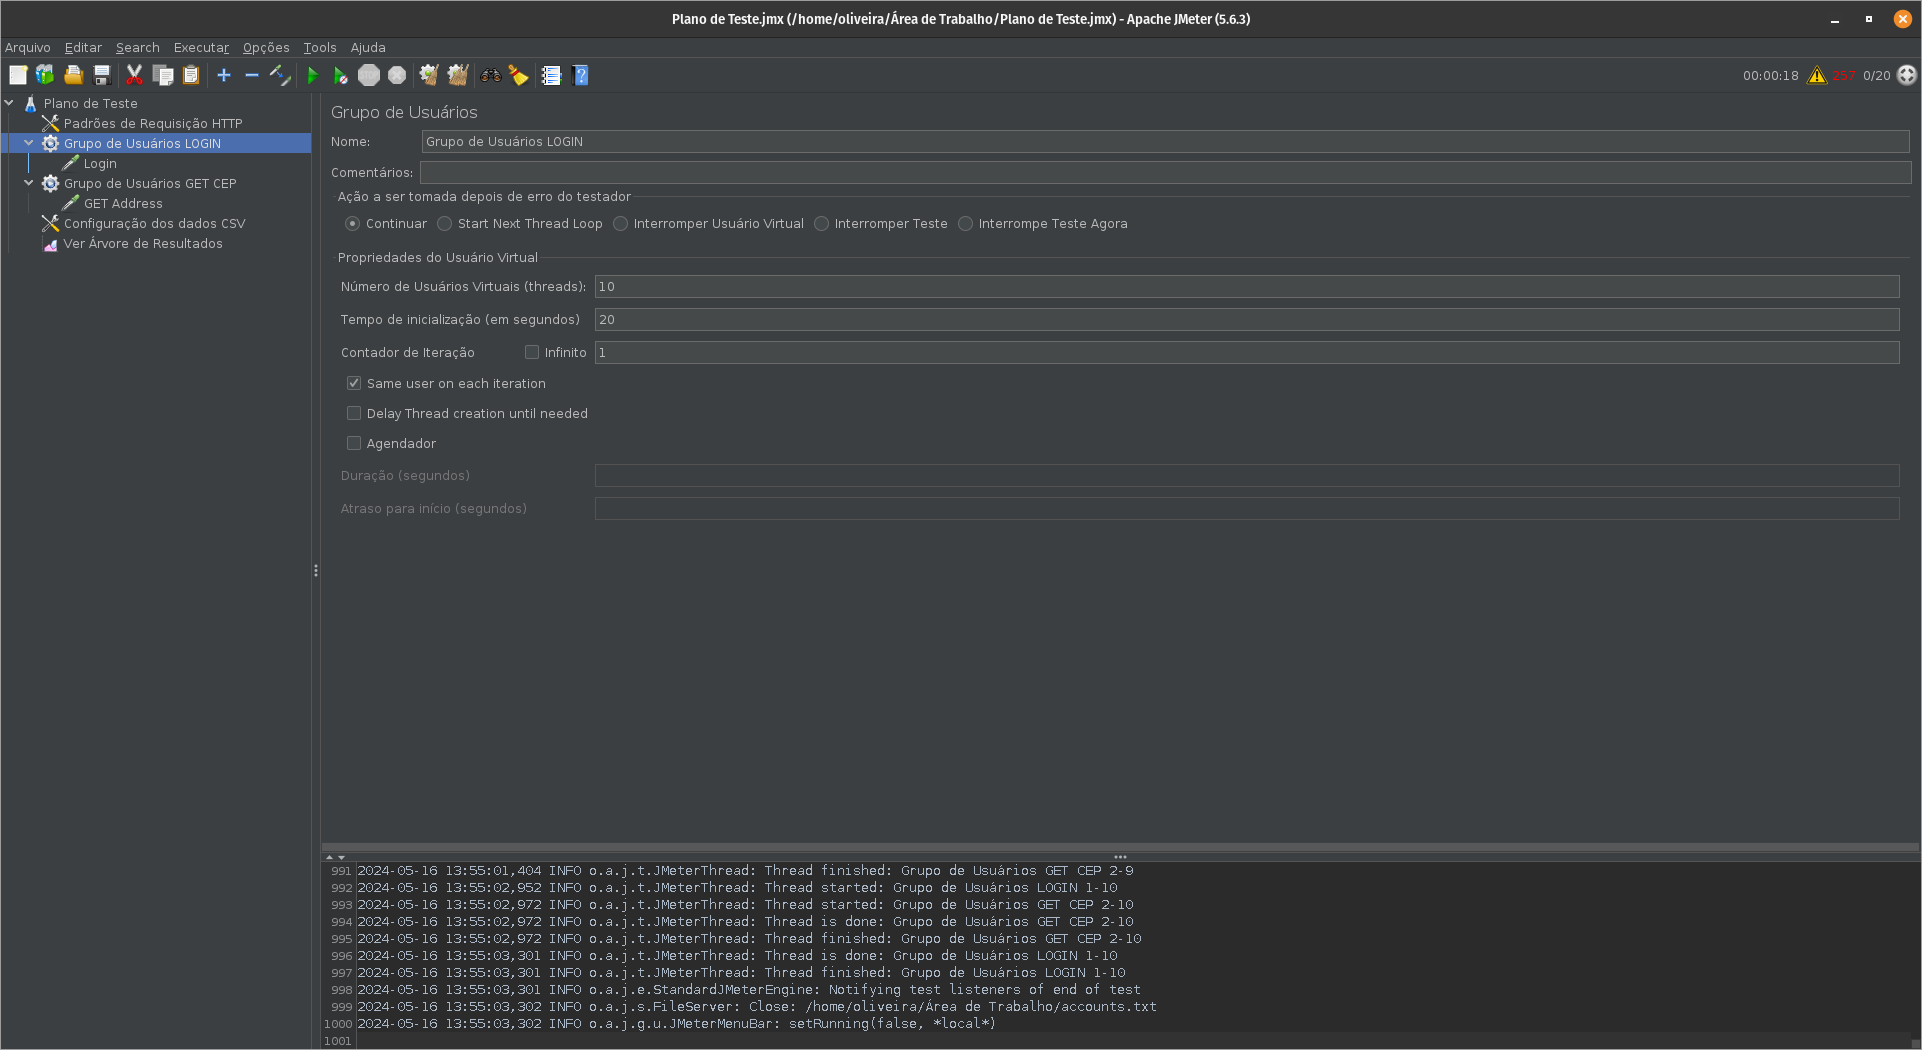 Plano de Teste.jmx (/home/oliveira/Área de Trabalho/Plano de Teste.jmx) - Apache JMeter (5.6.3)
Arquivo Editar Search Executar Opções Tools Ajuda
00:00:18 257 0/20
Plano de Teste
Padrões de Requisição HTTP
Grupo de Usuários LOGIN
Login
Grupo de Usuários GET CEP
GET Address
Configuração dos dados CSV
Ver Árvore de Resultados
Grupo de Usuários
Nome: Grupo de Usuários LOGIN
Comentários:
Ação a ser tomada depois de erro do testador
Continuar Start Next Thread Loop Interromper Usuário Virtual Interromper Teste Interrompe Teste Agora
Propriedades do Usuário Virtual
Número de Usuários Virtuais (threads): 10
Tempo de inicialização (em segundos) 20
Contador de Iteração Infinito 1
Same user on each iteration
Delay Thread creation until needed
Agendador
Duração (segundos)
Atraso para início (segundos)
991 2024-05-16 13:55:01,404 INFO o.a.j.t.JMeterThread: Thread finished: Grupo de Usuários GET CEP 2-9
992 2024-05-16 13:55:02,952 INFO o.a.j.t.JMeterThread: Thread started: Grupo de Usuários LOGIN 1-10
993 2024-05-16 13:55:02,972 INFO o.a.j.t.JMeterThread: Thread started: Grupo de Usuários GET CEP 2-10
994 2024-05-16 13:55:02,972 INFO o.a.j.t.JMeterThread: Thread is done: Grupo de Usuários GET CEP 2-10
995 2024-05-16 13:55:02,972 INFO o.a.j.t.JMeterThread: Thread finished: Grupo de Usuários GET CEP 2-10
996 2024-05-16 13:55:03,301 INFO o.a.j.t.JMeterThread: Thread is done: Grupo de Usuários LOGIN 1-10
997 2024-05-16 13:55:03,301 INFO o.a.j.t.JMeterThread: Thread finished: Grupo de Usuários LOGIN 1-10
998 2024-05-16 13:55:03,301 INFO o.a.j.e.StandardJMeterEngine: Notifying test listeners of end of test
999 2024-05-16 13:55:03,302 INFO o.a.j.s.FileServer: Close: /home/oliveira/Área de Trabalho/accounts.txt
1000 2024-05-16 13:55:03,302 INFO o.a.j.g.u.JMeterMenuBar: setRunning(false, *local*)
1001